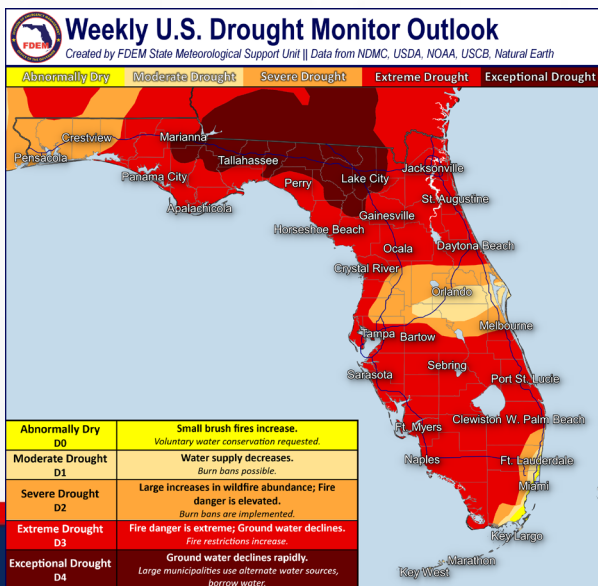 Weekly U.S. Drought Monitor Outlook
Created by FDEM State Meteorological Support Unit || Data from NDMC, USDA, NOAA, USCB, Natural Earth
FDEM
Abnormally Dry Moderate Drought Severe Drought Extreme Drought Exceptional Drought
Crestview
Marianna
Pensacola
Tallahassee
Jacksonville
Panama City
Lake City
Perry
St. Augustine
Apalachicola
Gainesville
Horseshoe Beach
Ocala
Daytona Beach
Crystal River
Orlando
Melbourne
Tampa
Bartow
Sebring
Sarasota
Port St. Lucie
Clewiston
W. Palm Beach
Ft. Myers
Naples
Ft. Lauderdale
Miami
Key Largo
Marathon
Key West
Abnormally Dry
D0
Small brush fires increase.
Voluntary water conservation requested.
Moderate Drought
D1
Water supply decreases.
Burn bans possible.
Severe Drought
D2
Large increases in wildfire abundance; Fire
danger is elevated.
Burn bans are implemented.
Extreme Drought
D3
Fire danger is extreme; Ground water declines.
Fire restrictions increase.
Exceptional Drought
D4
Ground water declines rapidly.
Large municipalities use alternate water sources,
borrow water.